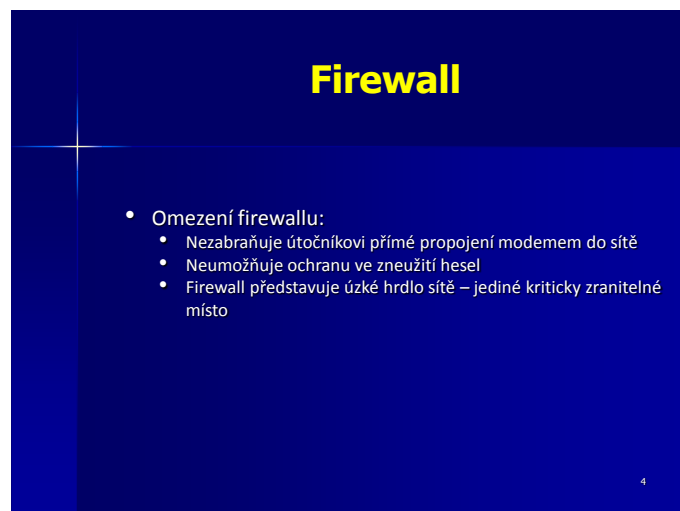 Firewall
• Omezení firewallu:
• Nezabraňuje útočníkovi přímé propojení modemem do sítě
• Neumožňuje ochranu ve zneužití hesel
• Firewall představuje úzké hrdlo sítě – jediné kriticky zranitelné
místo
4